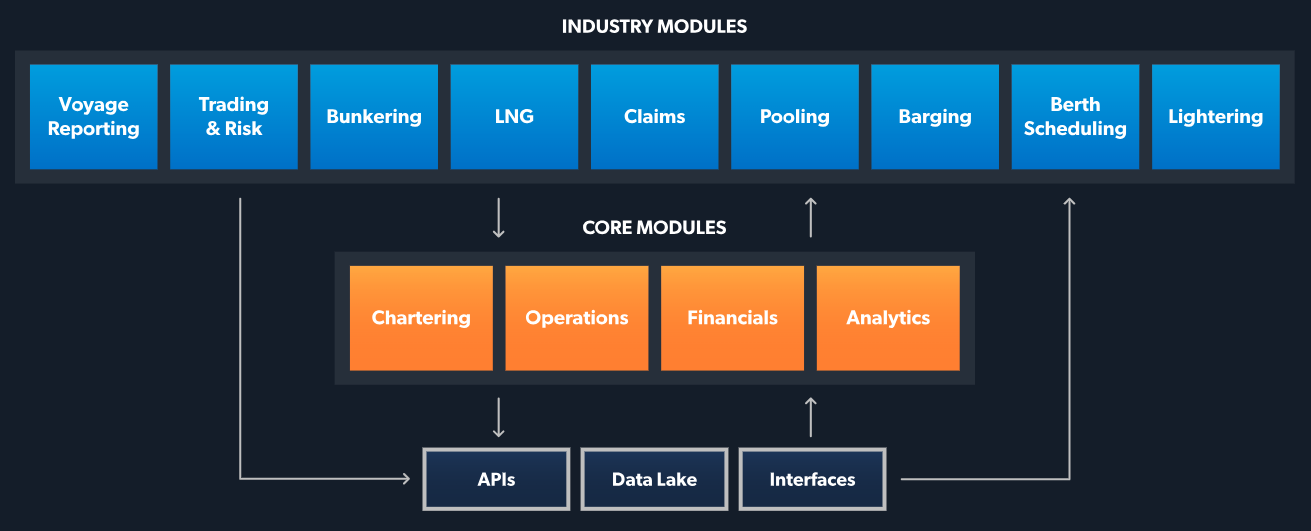 INDUSTRY MODULES
Voyage
Reporting
Trading
& Risk
Bunkering
LNG
Claims
Pooling
Barging
Berth
Scheduling
Lightering
CORE MODULES
Chartering
Operations
Financials
Analytics
APIs
Data Lake
Interfaces